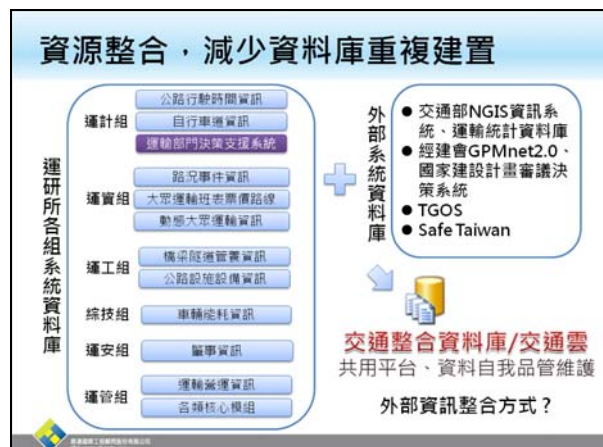 資源整合，減少資料庫重複建置
運研所各組系統資料庫
運計組
公路行駛時間資訊
自行車道資訊
運輸部門決策支援系統
運資組
路況事件資訊
大眾運輸班表票價路線
動態大眾運輸資訊
運工組
橋梁隧道管養資訊
公路設施設備資訊
綜技組
車輛能耗資訊
運安組
肇事資訊
運管組
運輸營運資訊
各類核心模組
外部系統資料庫
● 交通部NGIS資訊系
統、運輸統計資料庫
● 經建會GPMnet2.0、
國家建設計畫審議決
策系統
● TGOS
● Safe Taiwan
交通整合資料庫/交通雲
共用平台、資料自我品管維護
外部資訊整合方式？